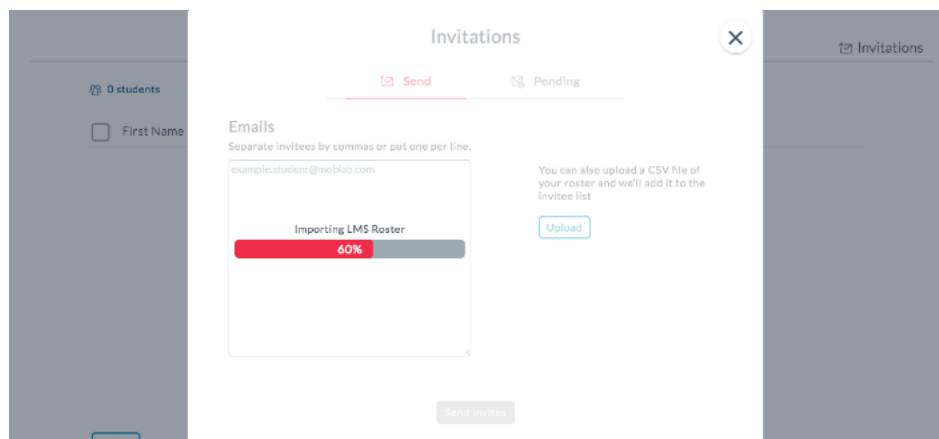 Invitations
Invitations
Send
Pending
0 students
First Name
Emails
Separate invitees by commas or put one per line.
example.student@moblab.com
You can also upload a CSV file of
your roster and we'll add it to the
invitee list
Upload
Importing LMS Roster
60%
Send Invites